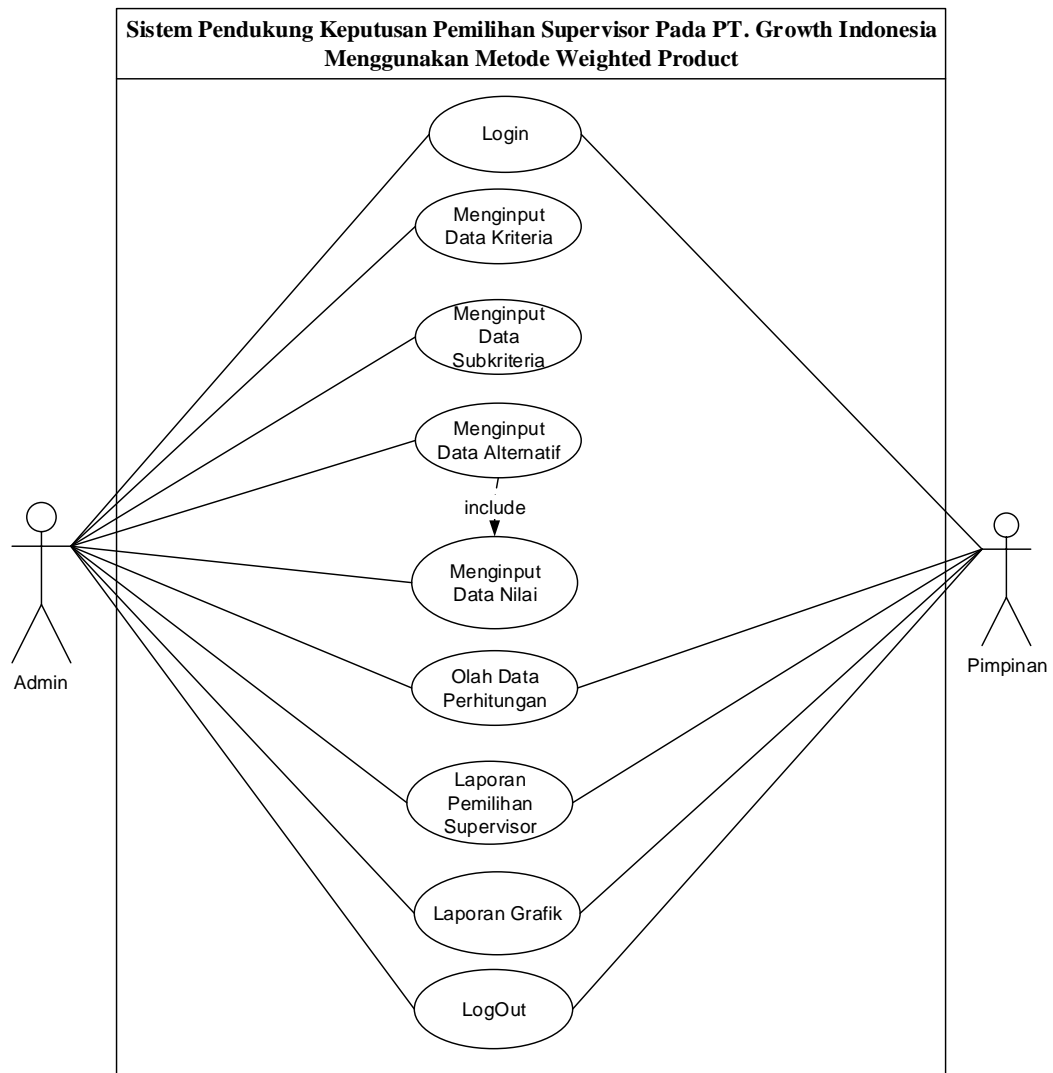 Sistem Pendukung Keputusan Pemilihan Supervisor Pada PT. Growth Indonesia
Menggunakan Metode Weighted Product
Login
Menginput
Data Kriteria
Menginput
Data
Subkriteria
Menginput
Data Alternatif
include
Menginput
Data Nilai
Admin
Pimpinan
Olah Data
Perhitungan
Laporan
Pemilihan
Supervisor
Laporan Grafik
LogOut